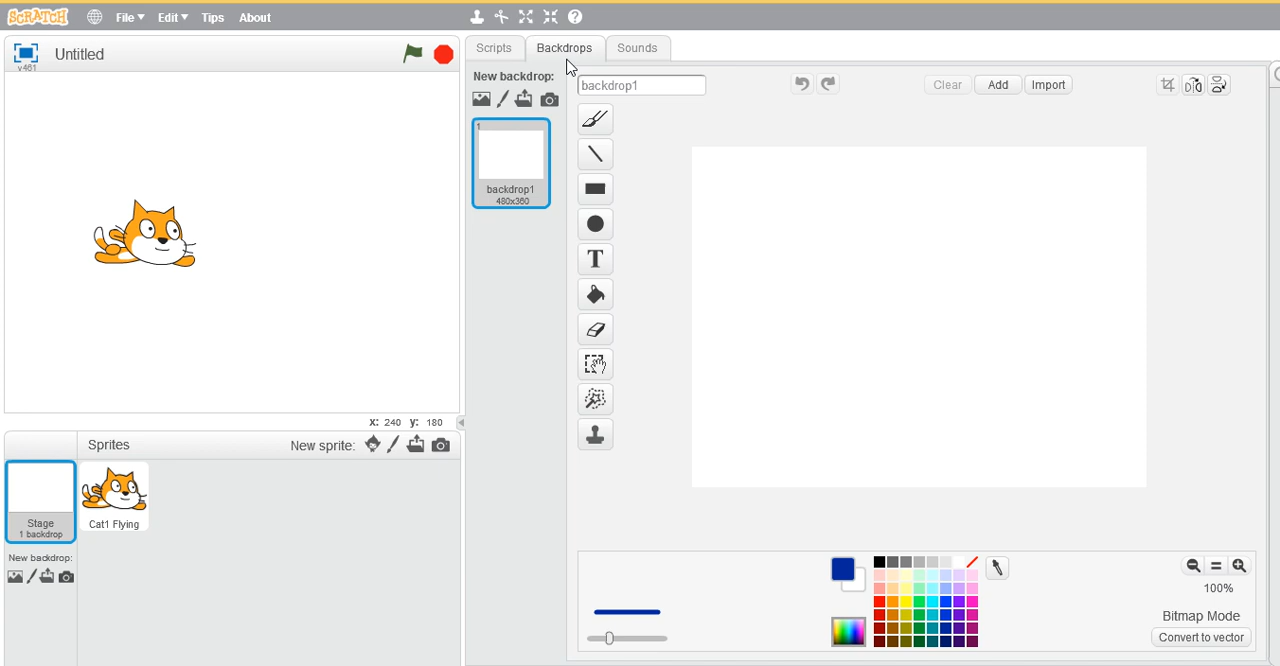 SCRATCH File Edit Tips About
v461 Untitled
Scripts Backdrops Sounds
New backdrop:
backdrop1 Clear Add Import
1
backdrop1
480x360
T
x: 240 y: 180
Sprites New sprite:
Stage
1 backdrop
Cat1 Flying
New backdrop:
100%
Bitmap Mode
Convert to vector